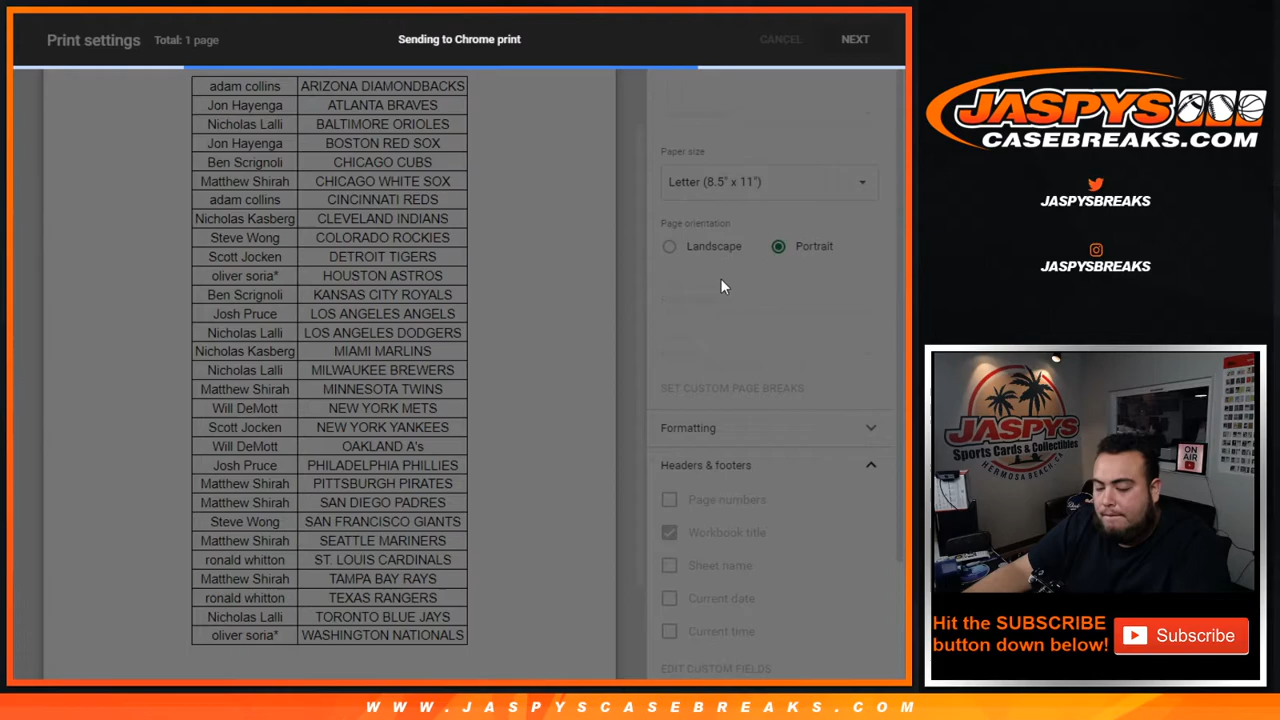 Print settings Total: 1 page Sending to Chrome print CANCEL NEXT
adam collins ARIZONA DIAMONDBACKS
Jon Hayenga ATLANTA BRAVES
Nicholas Lalli BALTIMORE ORIOLES
Jon Hayenga BOSTON RED SOX
Ben Scrignoli CHICAGO CUBS
Matthew Shirah CHICAGO WHITE SOX
adam collins CINCINNATI REDS
Nicholas Kasberg CLEVELAND INDIANS
Steve Wong COLORADO ROCKIES
Scott Jocken DETROIT TIGERS
oliver soria* HOUSTON ASTROS
Ben Scrignoli KANSAS CITY ROYALS
Josh Pruce LOS ANGELES ANGELS
Nicholas Lalli LOS ANGELES DODGERS
Nicholas Kasberg MIAMI MARLINS
Nicholas Lalli MILWAUKEE BREWERS
Matthew Shirah MINNESOTA TWINS
Will DeMott NEW YORK METS
Scott Jocken NEW YORK YANKEES
Will DeMott OAKLAND A's
Josh Pruce PHILADELPHIA PHILLIES
Matthew Shirah PITTSBURGH PIRATES
Matthew Shirah SAN DIEGO PADRES
Steve Wong SAN FRANCISCO GIANTS
Matthew Shirah SEATTLE MARINERS
ronald whitton ST. LOUIS CARDINALS
Matthew Shirah TAMPA BAY RAYS
ronald whitton TEXAS RANGERS
Nicholas Lalli TORONTO BLUE JAYS
oliver soria* WASHINGTON NATIONALS
Paper size
Letter (8.5" x 11")
Page orientation
Landscape Portrait
SET CUSTOM PAGE BREAKS
Formatting
Headers & footers
Page numbers
Workbook title
Sheet name
Current date
Current time
EDIT CUSTOM FIELDS
JASPYS
CASEBREAKS.COM
JASPYSBREAKS
JASPYSBREAKS
JASPYS
Sports Cards & Collectibles
HERMOSA BEACH, CA
ON
AIR
Hit the SUBSCRIBE
button down below!
Subscribe
WWW.JASPYSCASEBREAKS.COM